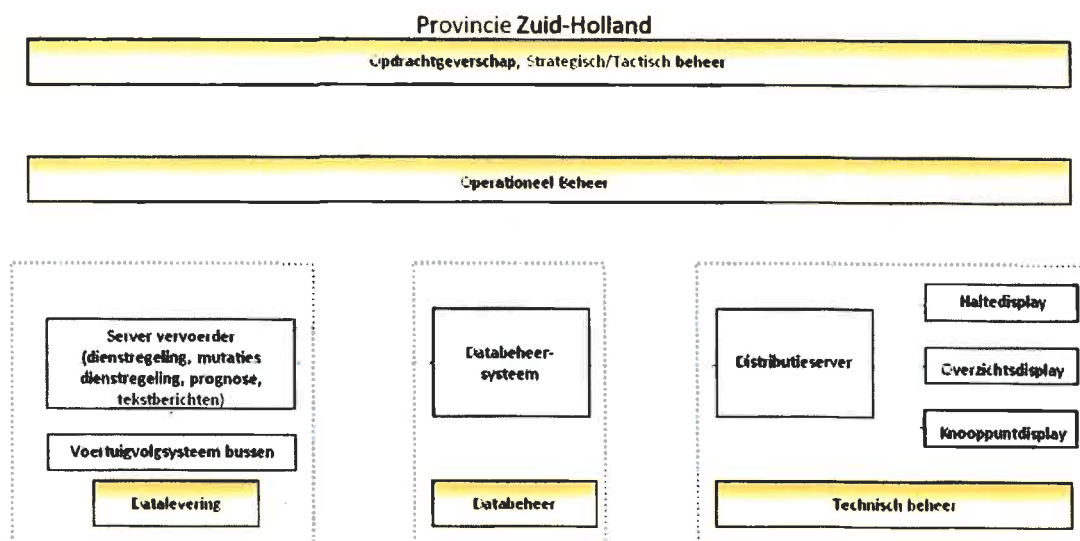 Provincie Zuid-Holland
Opdrachtgeverschap, Strategisch/Tactisch beheer
Operationeel Beheer
Server vervoerder
(dienstregeling, mutaties
dienstregeling, prognose,
tekstberichten)
Voertuigvolgsysteem bussen
Datalevering
Databeheer-
systeem
Databeheer
Distributieserver
Haltedisplay
Overzichtsdisplay
Knooppuntdisplay
Technisch beheer